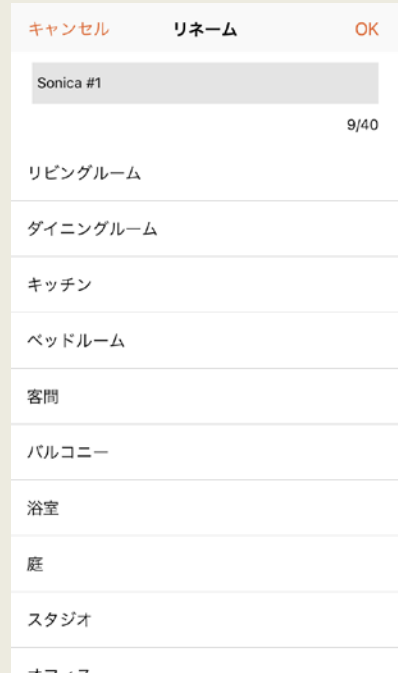 キャンセル リネーム OK
Sonica #1
9/40
リビングルーム
ダイニングルーム
キッチン
ベッドルーム
客間
バルコニー
浴室
庭
スタジオ